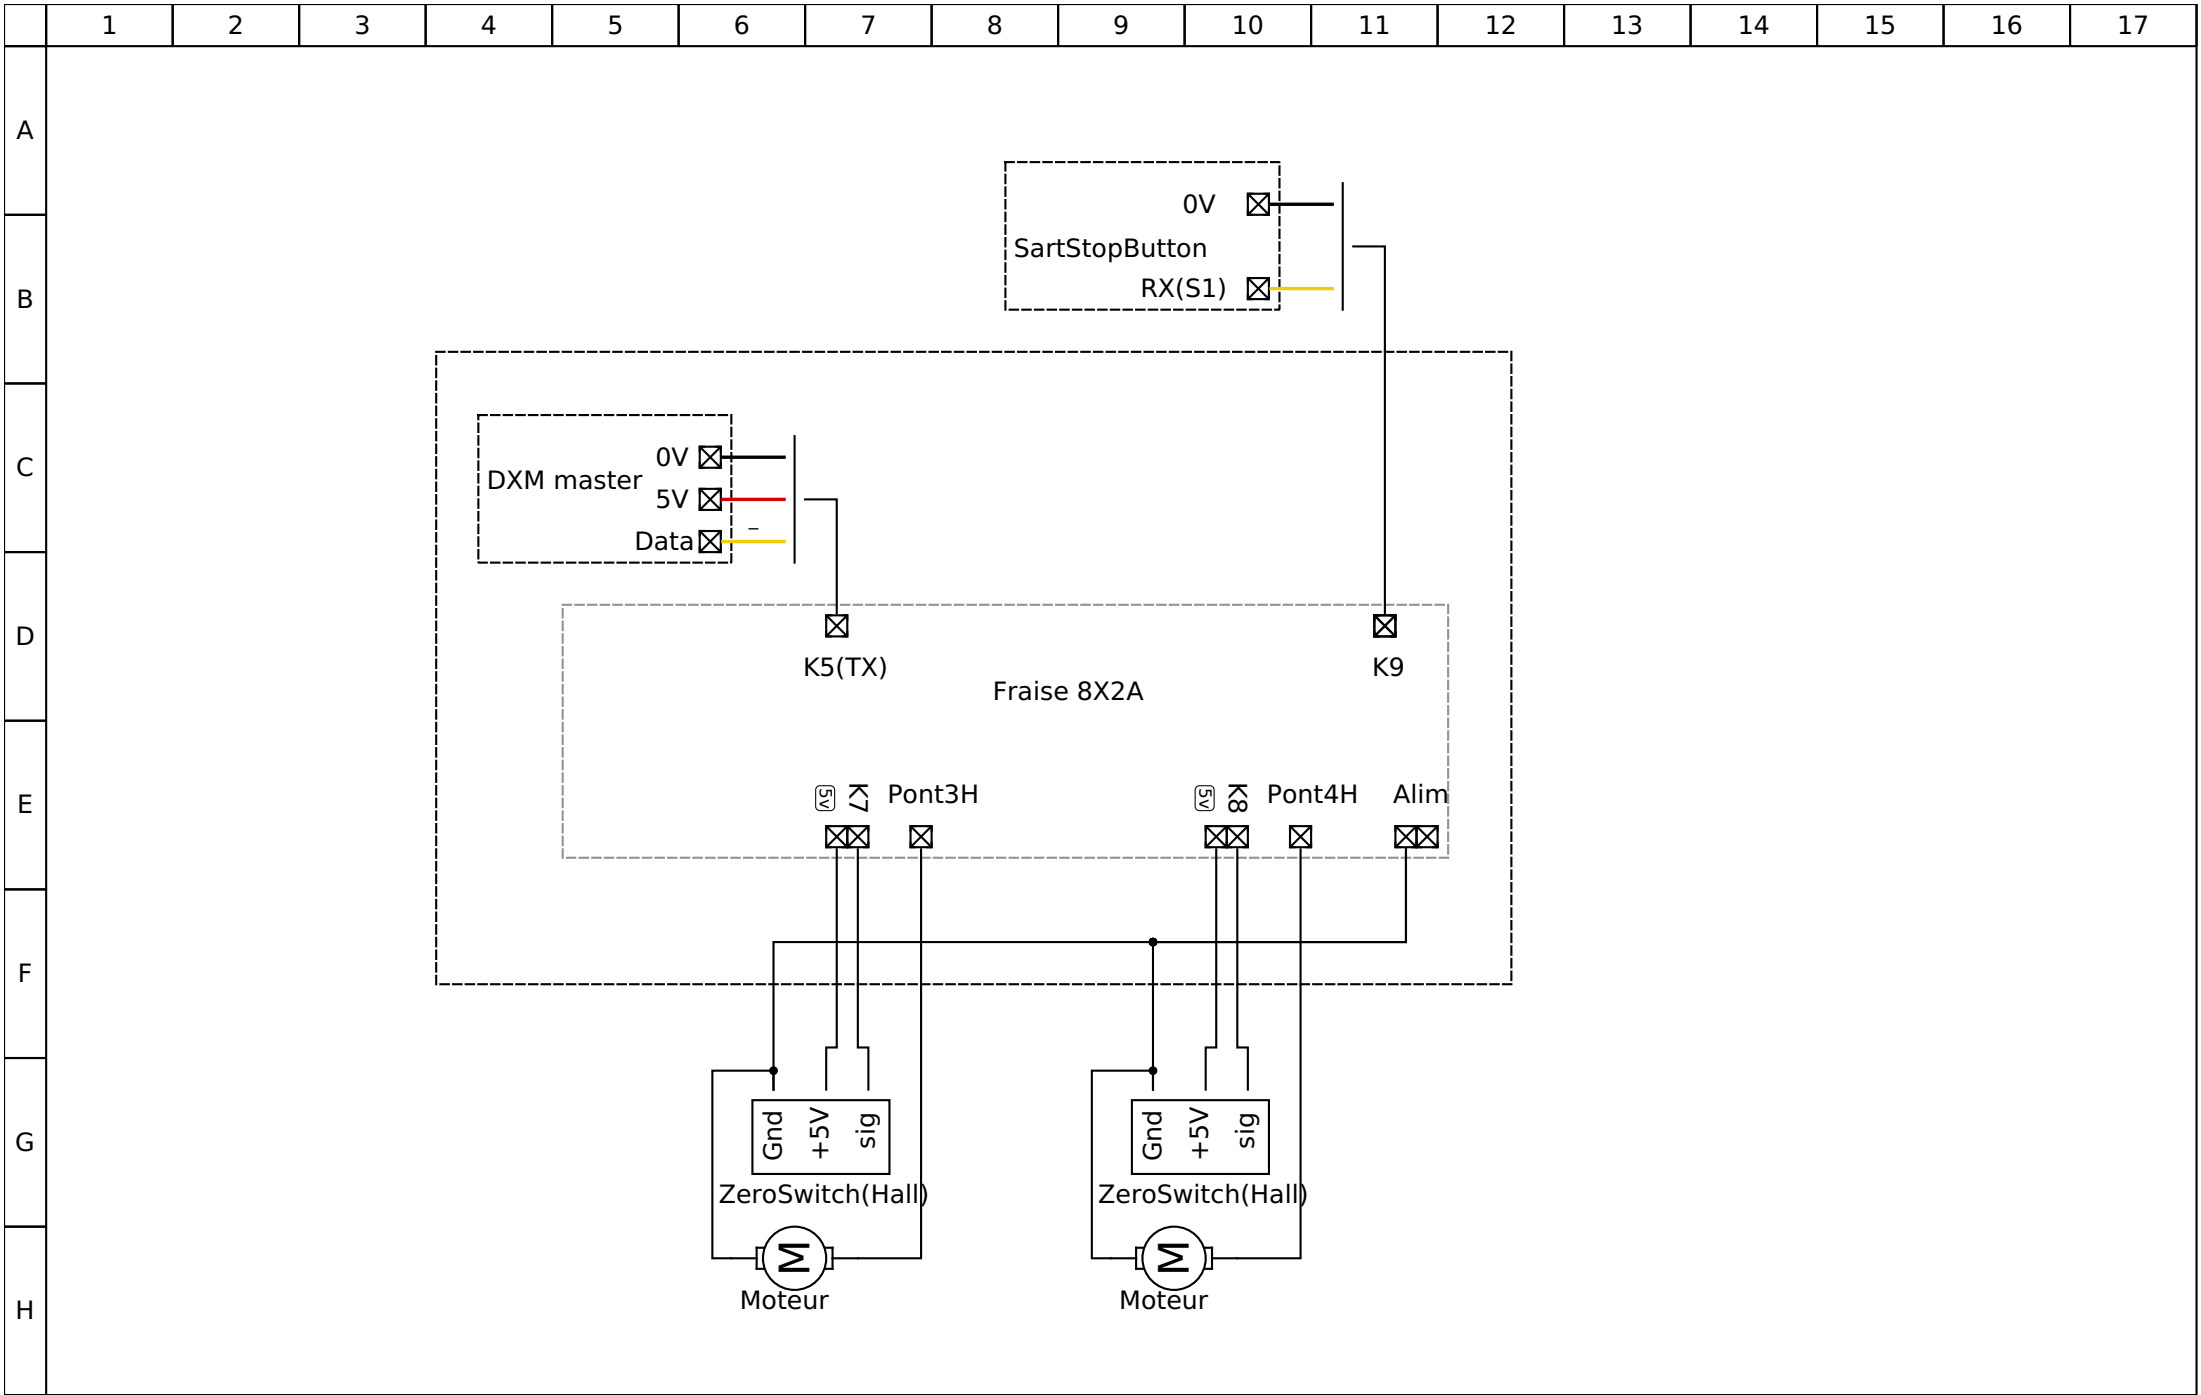 1 2 3 4 5 6 7 8 9 10 11 12 13 14 15 16 17
A
0V
B
SartStopButton
RX(S1)
C
0V
DXM master
5V
Data
–
D
K5(TX)
K9
Fraise 8X2A
E
5v K7 Pont3H
5v K8 Pont4H
Alim
F
G
Gnd +5V sig
Gnd +5V sig
ZeroSwitch(Hall)
ZeroSwitch(Hall)
H
M
M
Moteur
Moteur